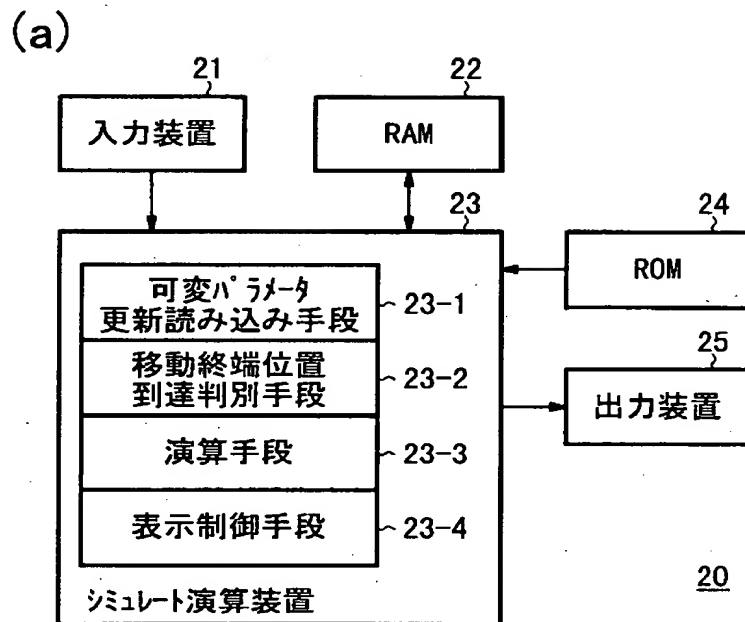 (a)
21
入力装置
22
RAM
23
24
ROM
25
出力装置
可変パラメータ
更新読み込み手段
23-1
移動終端位置
到達判別手段
23-2
演算手段
23-3
表示制御手段
23-4
シミュレート演算装置
20